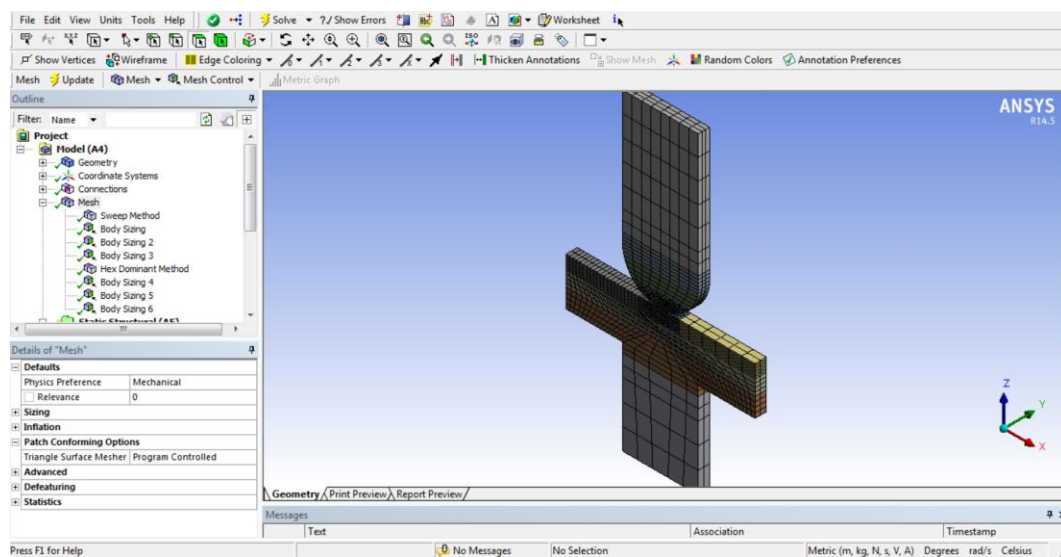 File Edit View Units Tools Help Solve ?/ Show Errors Worksheet
Show Vertices Wireframe Edge Coloring Thicken Annotations Show Mesh Random Colors Annotation Preferences
Mesh Update Mesh Mesh Control Metric Graph
Outline
Filter: Name
Project
Model (A4)
Geometry
Coordinate Systems
Connections
Mesh
Sweep Method
Body Sizing
Body Sizing 2
Body Sizing 3
Hex Dominant Method
Body Sizing 4
Body Sizing 5
Body Sizing 6
Static Structural (A5)
Details of "Mesh"
Defaults
Physics Preference Mechanical
Relevance 0
Sizing
Inflation
Patch Conforming Options
Triangle Surface Mesher Program Controlled
Advanced
Defeaturing
Statistics
ANSYS
R14.5
Z
Y
X
Geometry Print Preview Report Preview
Messages
Text Association Timestamp
Press F1 for Help No Messages No Selection Metric (m, kg, N, s, V, A) Degrees rad/s Celsius